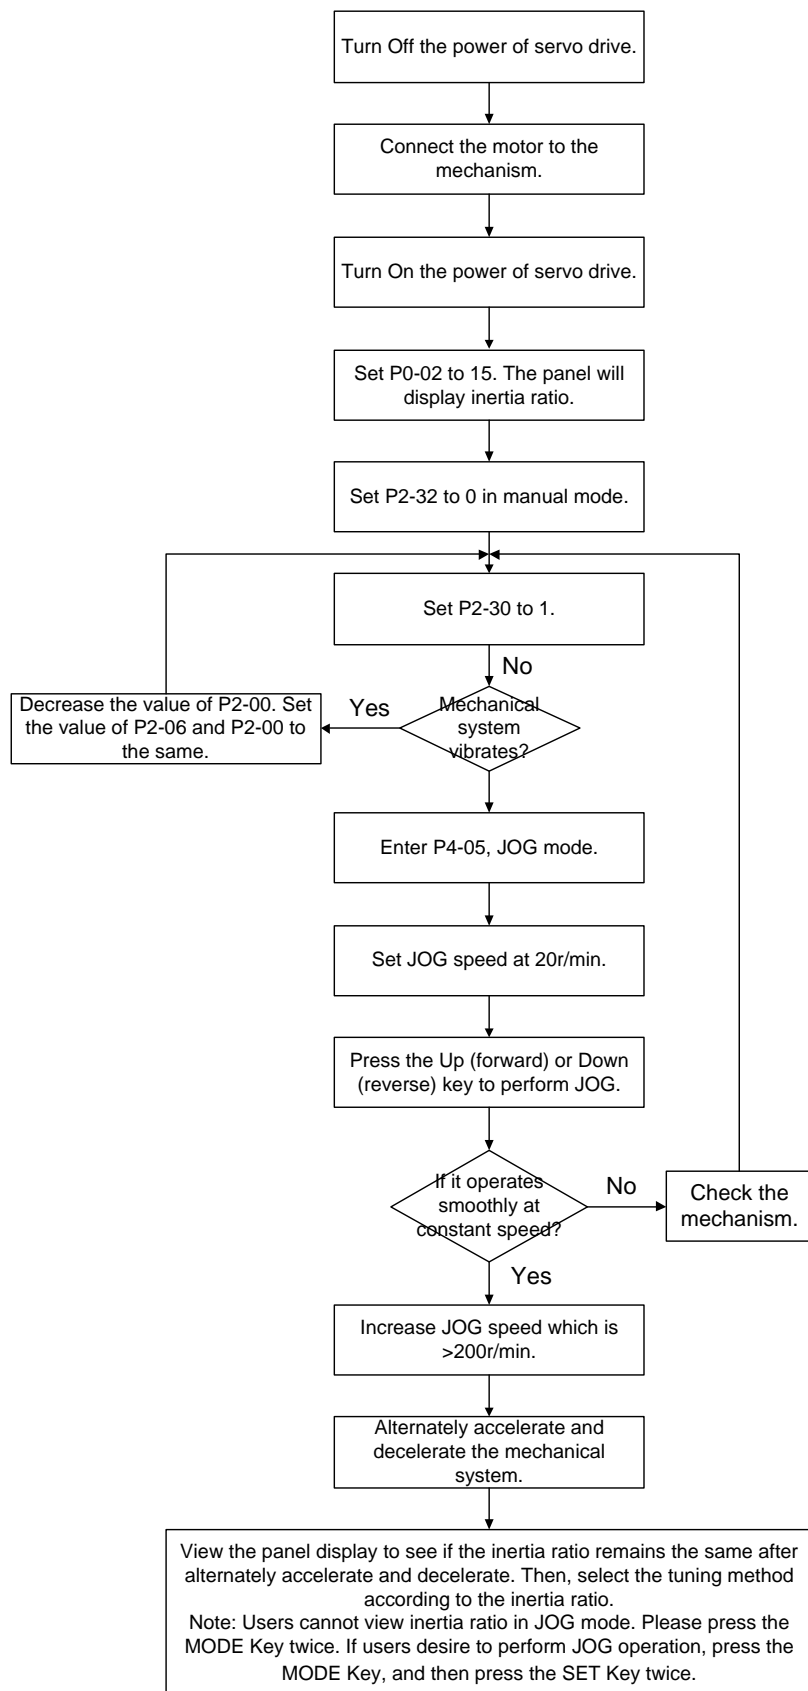 Turn Off the power of servo drive.
Connect the motor to the
mechanism.
Turn On the power of servo drive.
Set P0-02 to 15. The panel will
display inertia ratio.
Set P2-32 to 0 in manual mode.
Set P2-30 to 1.
No
Decrease the value of P2-00. Set
the value of P2-06 and P2-00 to
the same.
Yes
Mechanical
system
vibrates?
Enter P4-05, JOG mode.
Set JOG speed at 20r/min.
Press the Up (forward) or Down
(reverse) key to perform JOG.
If it operates
smoothly at
constant speed?
No
Check the
mechanism.
Yes
Increase JOG speed which is
>200r/min.
Alternately accelerate and
decelerate the mechanical
system.
View the panel display to see if the inertia ratio remains the same after
alternately accelerate and decelerate. Then, select the tuning method
according to the inertia ratio.
Note: Users cannot view inertia ratio in JOG mode. Please press the
MODE Key twice. If users desire to perform JOG operation, press the
MODE Key, and then press the SET Key twice.